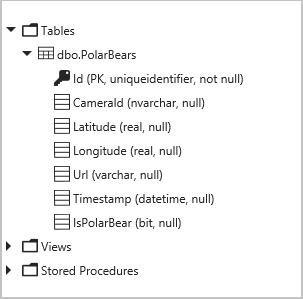 Tables
dbo.PolarBears
Id (PK, uniqueidentifier, not null)
CameraId (nvarchar, null)
Latitude (real, null)
Longitude (real, null)
Url (varchar, null)
Timestamp (datetime, null)
IsPolarBear (bit, null)
Views
Stored Procedures